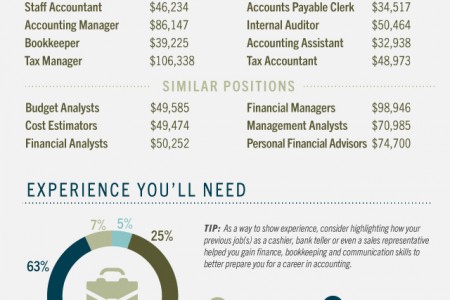 Staff Accountant $46,234 Accounts Payable Clerk $34,517
Accounting Manager $86,147 Internal Auditor $50,464
Bookkeeper $39,225 Accounting Assistant $32,938
Tax Manager $106,338 Tax Accountant $48,973
SIMILAR POSITIONS
Budget Analysts $49,585 Financial Managers $98,946
Cost Estimators $49,474 Management Analysts $70,985
Financial Analysts $50,252 Personal Financial Advisors $74,700
EXPERIENCE YOU'LL NEED
7% 5%
25%
63%
TIP: As a way to show experience, consider highlighting how your
previous job(s) as a cashier, bank teller or even a sales representative
helped you gain finance, bookkeeping and communication skills to
better prepare you for a career in accounting.